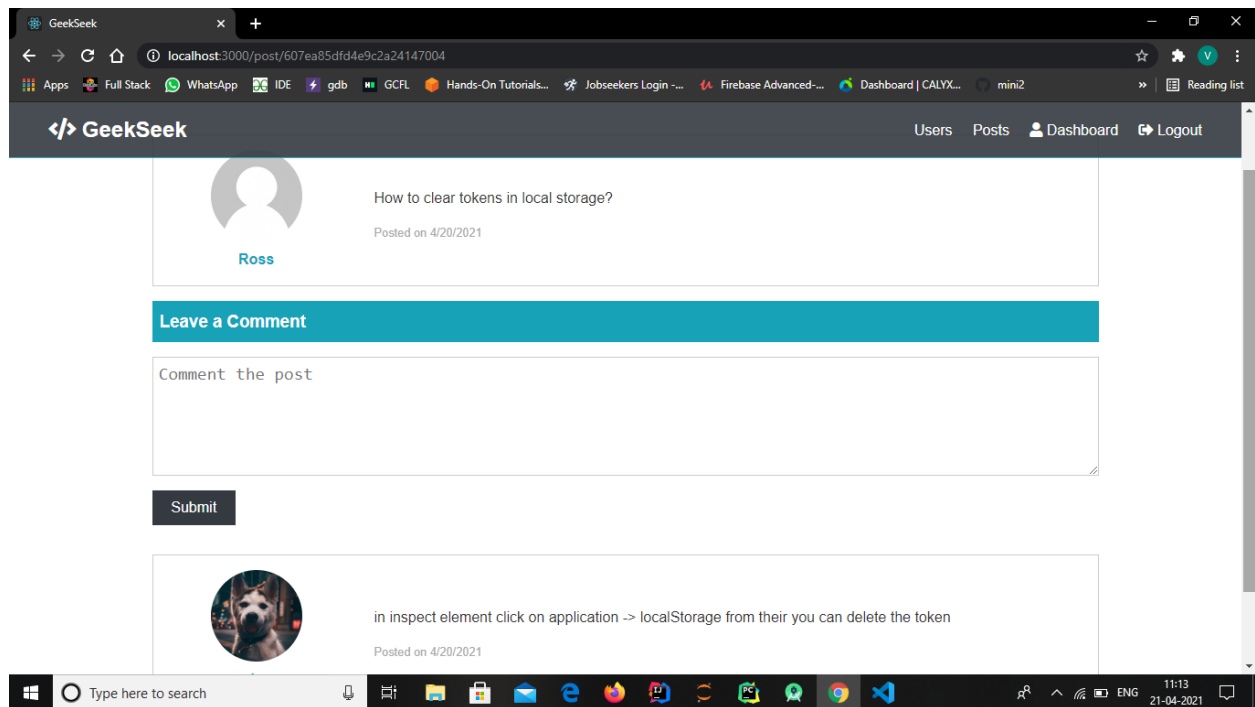 GeekSeek
localhost:3000/post/607ea85dfd4e9c2a24147004
V
Apps Full Stack WhatsApp IDE gdb GCFL Hands-On Tutorials... Jobseekers Login -... Firebase Advanced-... Dashboard | CALYX... mini2 » Reading list
</> GeekSeek Users Posts Dashboard Logout
How to clear tokens in local storage?
Posted on 4/20/2021
Ross
Leave a Comment
Comment the post
Submit
in inspect element click on application -> localStorage from their you can delete the token
Posted on 4/20/2021
Type here to search
ENG
11:13
21-04-2021